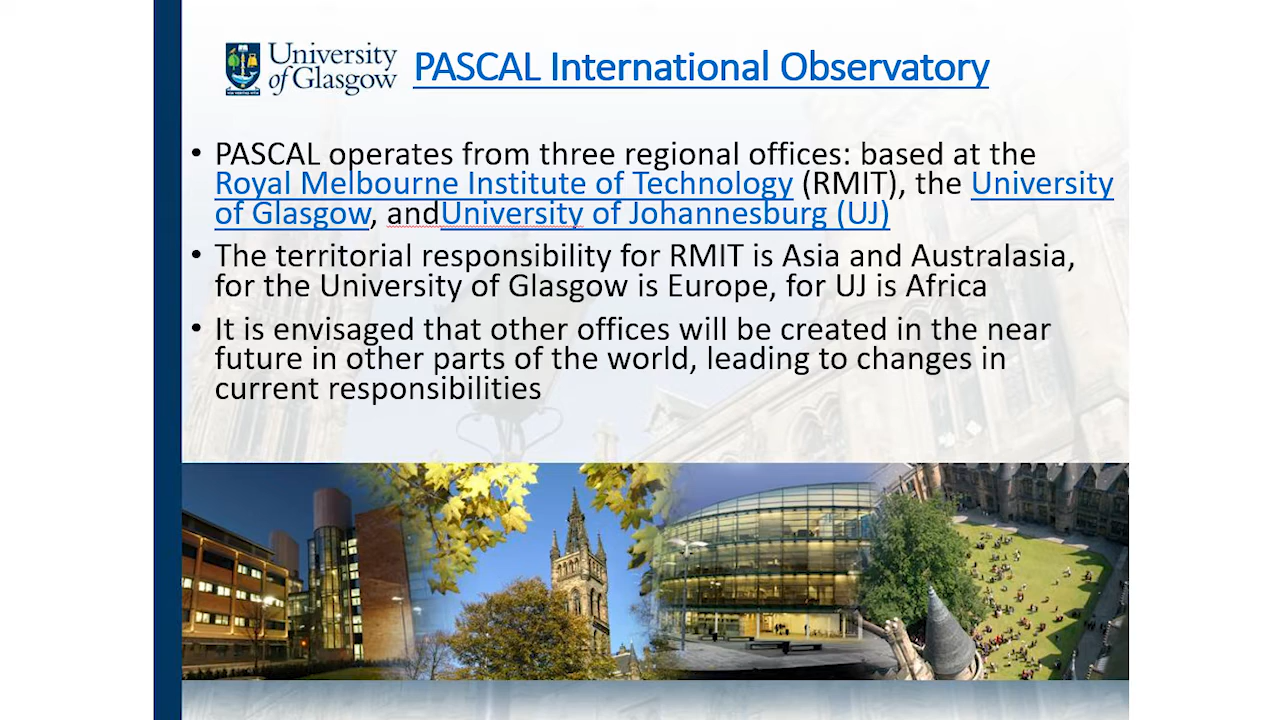 University
of Glasgow
PASCAL International Observatory
• PASCAL operates from three regional offices: based at the
Royal Melbourne Institute of Technology (RMIT), the University
of Glasgow, andUniversity of Johannesburg (UJ)
• The territorial responsibility for RMIT is Asia and Australasia,
for the University of Glasgow is Europe, for UJ is Africa
• It is envisaged that other offices will be created in the near
future in other parts of the world, leading to changes in
current responsibilities